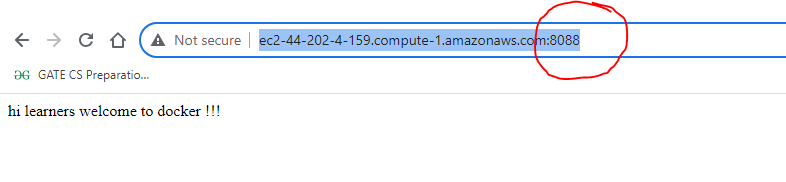 Not secure | ec2-44-202-4-159.compute-1.amazonaws.com:8088
GATE CS Preparatio...
hi learners welcome to docker !!!